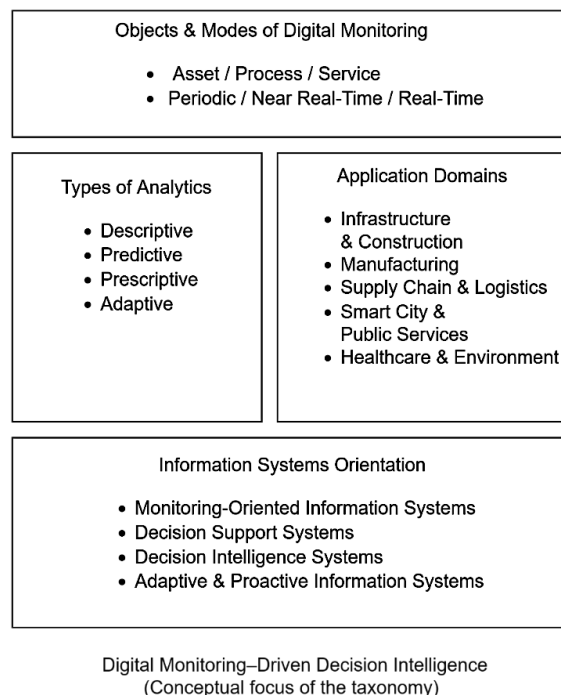 Objects & Modes of Digital Monitoring
• Asset / Process / Service
• Periodic / Near Real-Time / Real-Time
Types of Analytics
• Descriptive
• Predictive
• Prescriptive
• Adaptive
Application Domains
• Infrastructure
& Construction
• Manufacturing
• Supply Chain & Logistics
• Smart City &
Public Services
• Healthcare & Environment
Information Systems Orientation
• Monitoring-Oriented Information Systems
• Decision Support Systems
• Decision Intelligence Systems
• Adaptive & Proactive Information Systems
Digital Monitoring–Driven Decision Intelligence
(Conceptual focus of the taxonomy)